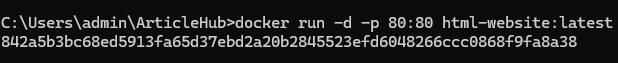 C:\Users\admin\ArticleHub>docker run -d -p 80:80 html-website:latest
842a5b3bc68ed5913fa65d37ebd2a20b2845523efd6048266ccc0868f9fa8a38